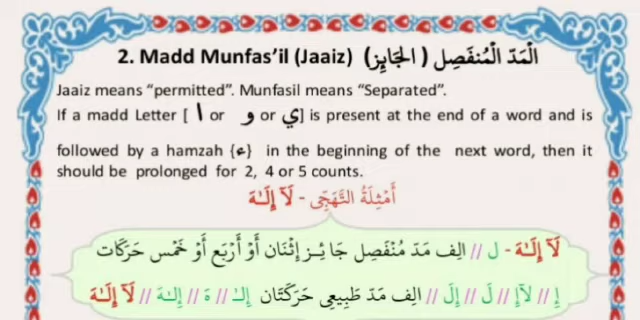 2. Madd Munfas’il (Jaaiz) (الْمَدّ الْمُنفَصِل ( الجَايِز
Jaaiz means “permitted”. Munfasil means “Separated”.
If a madd Letter [ ا or و or ي] is present at the end of a word and is
followed by a hamzah {ء} in the beginning of the next word, then it
should be prolonged for 2, 4 or 5 counts.
أَمْثِلَةُ التَّهَجِّى - لَآ إِلَـٰهَ
لَآ إِلَـٰهَ - ل // الِف مَدّ مُنْفَصِل جَائِز إِثْنَان أَوْ أَرْبَع أَوْ خَمْس حَرَكَات
إِ // لَآإِ // لَ // إِلَ // الِف مَدّ طَبِيعِى حَرَكَتَان إِلَـٰ // هَ // إِلَـٰهَ // لَآ إِلَـٰهَ